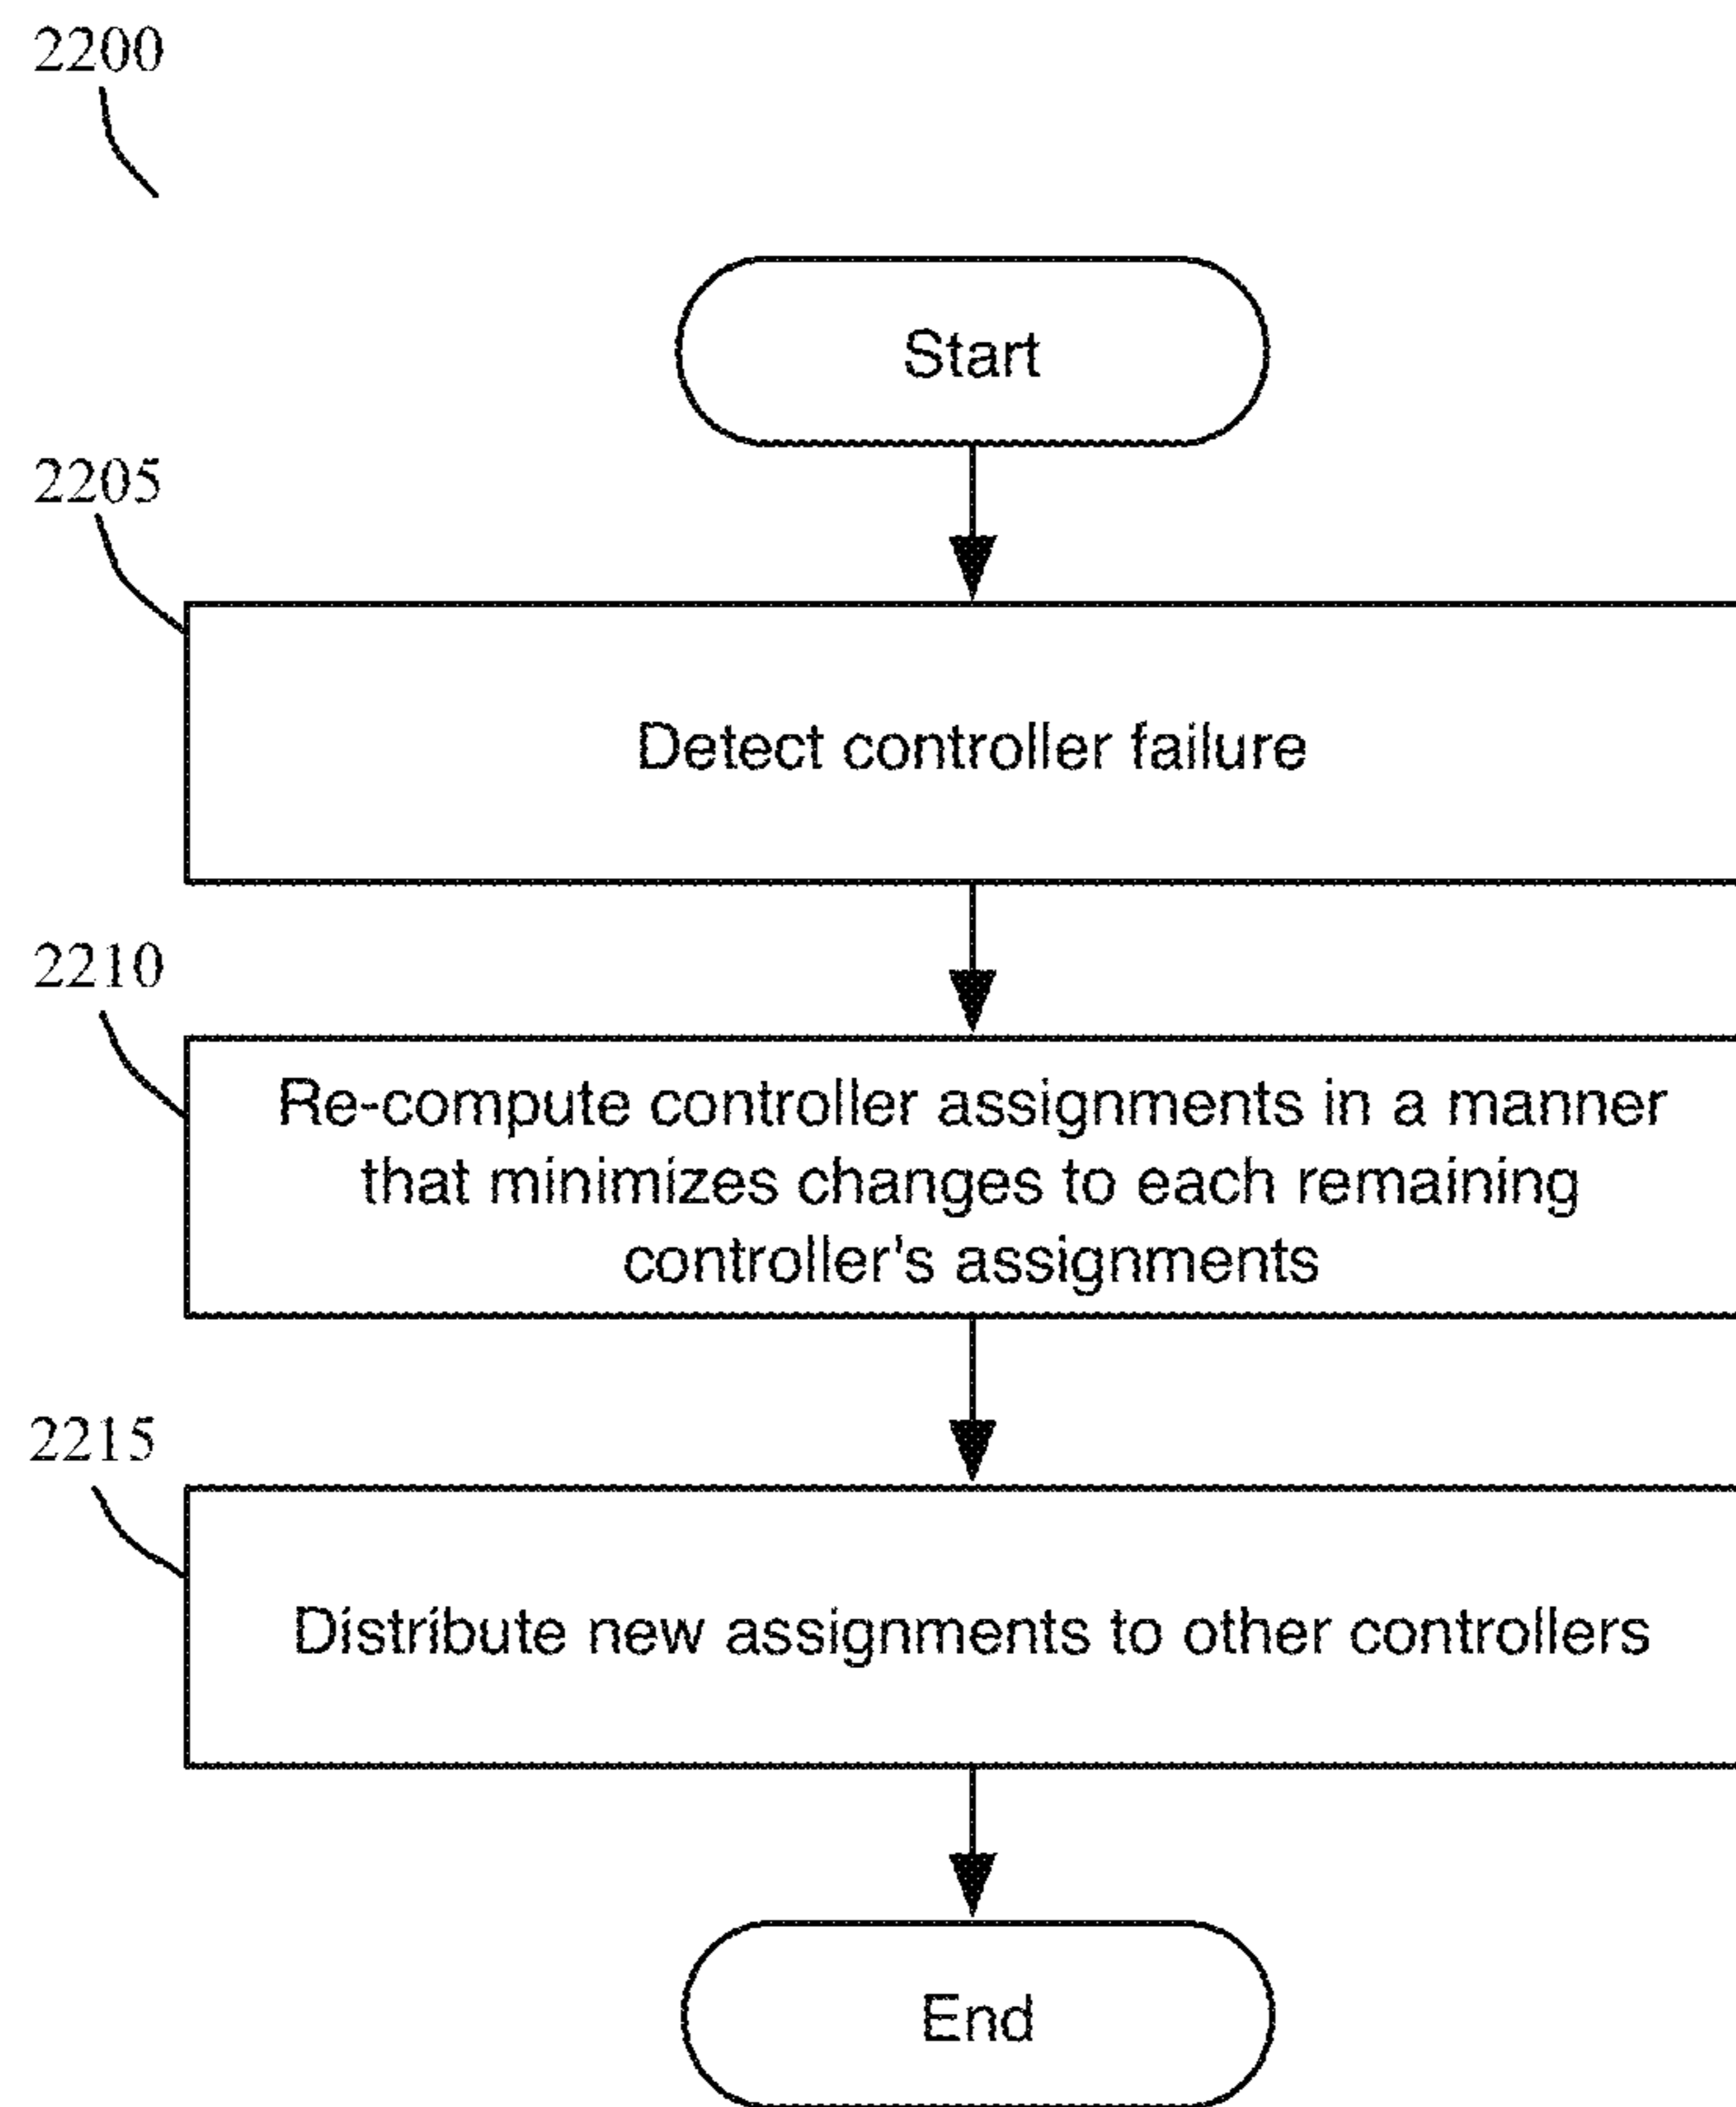 2200
Start
2205
Detect controller failure
2210
Re-compute controller assignments in a manner
that minimizes changes to each remaining
controller's assignments
2215
Distribute new assignments to other controllers
End